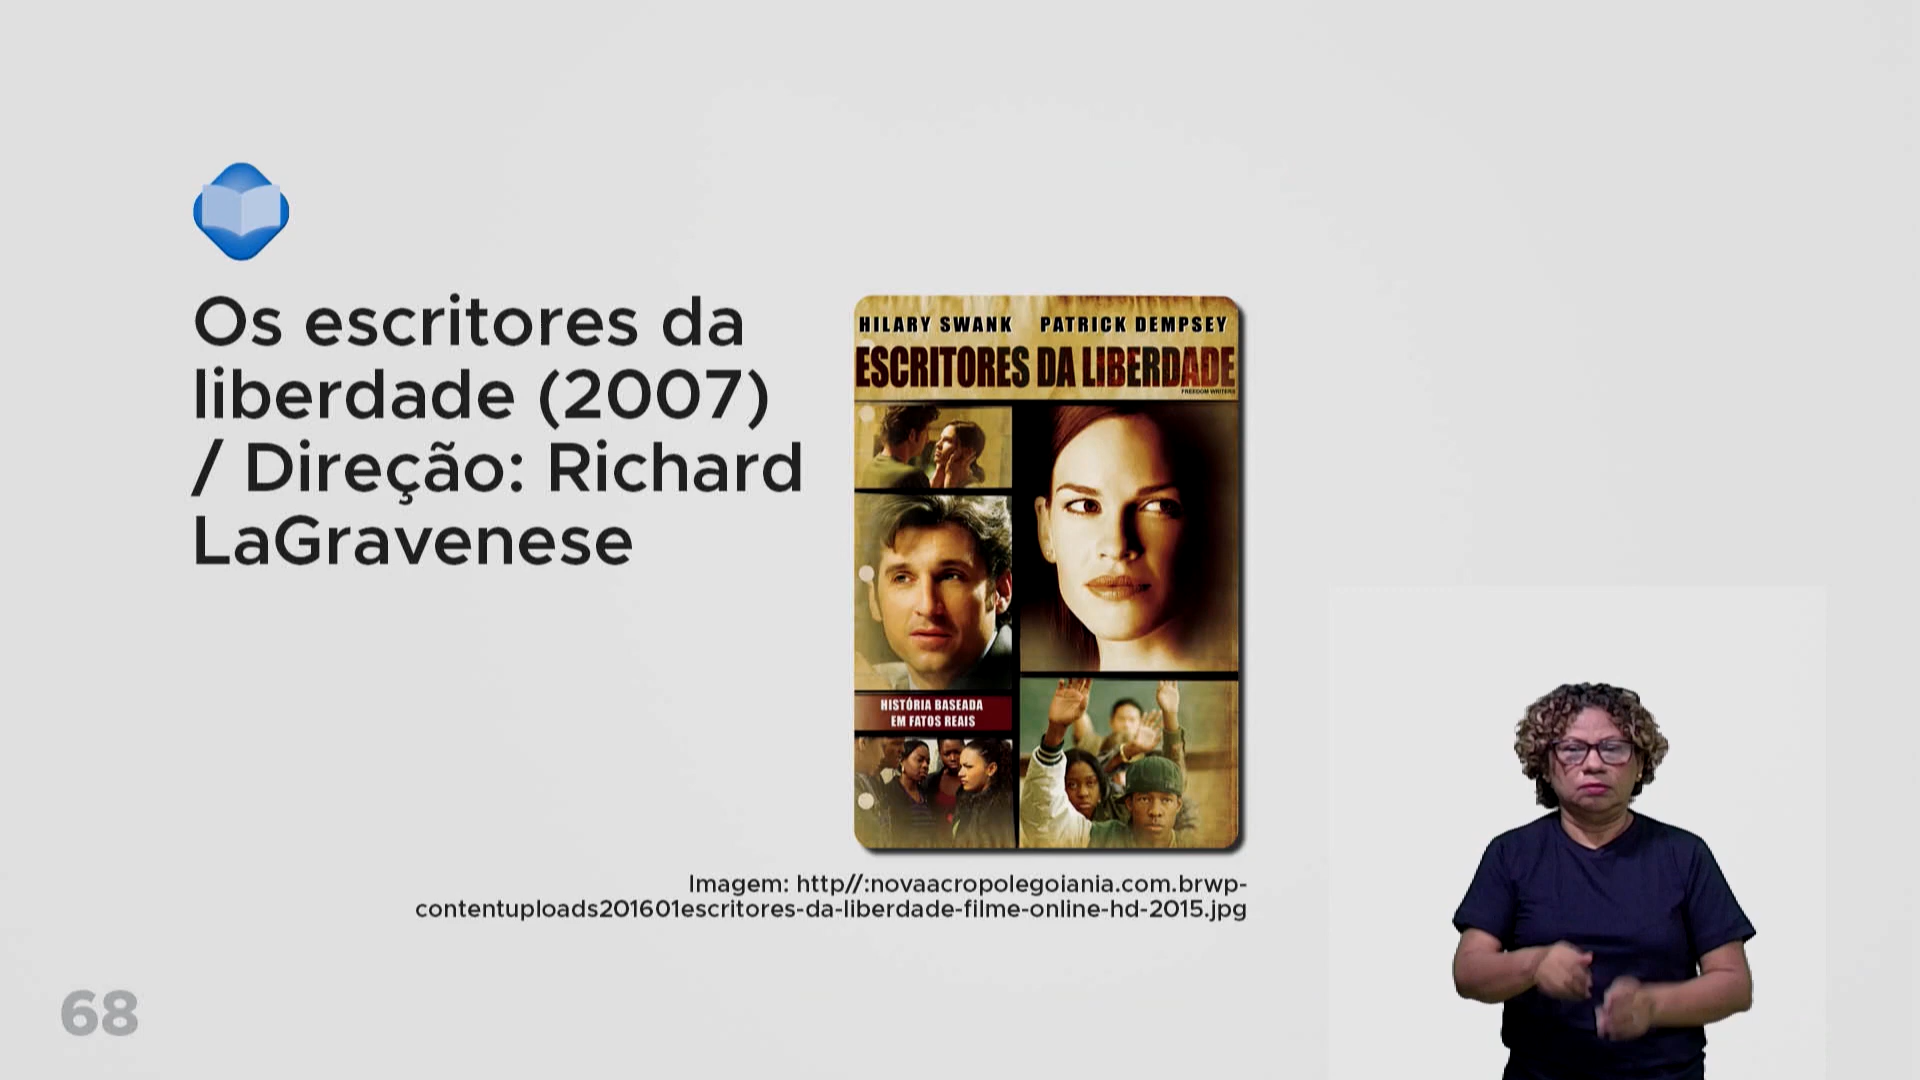 Os escritores da
liberdade (2007)
/ Direção: Richard
LaGravenese
HILARY SWANK PATRICK DEMPSEY
ESCRITORES DA LIBERDADE
FREEDOM WRITERS
HISTÓRIA BASEADA
EM FATOS REAIS
Imagem: http//:novaacropolegoiania.com.brwp-
contentuploads201601escritores-da-liberdade-filme-online-hd-2015.jpg
68